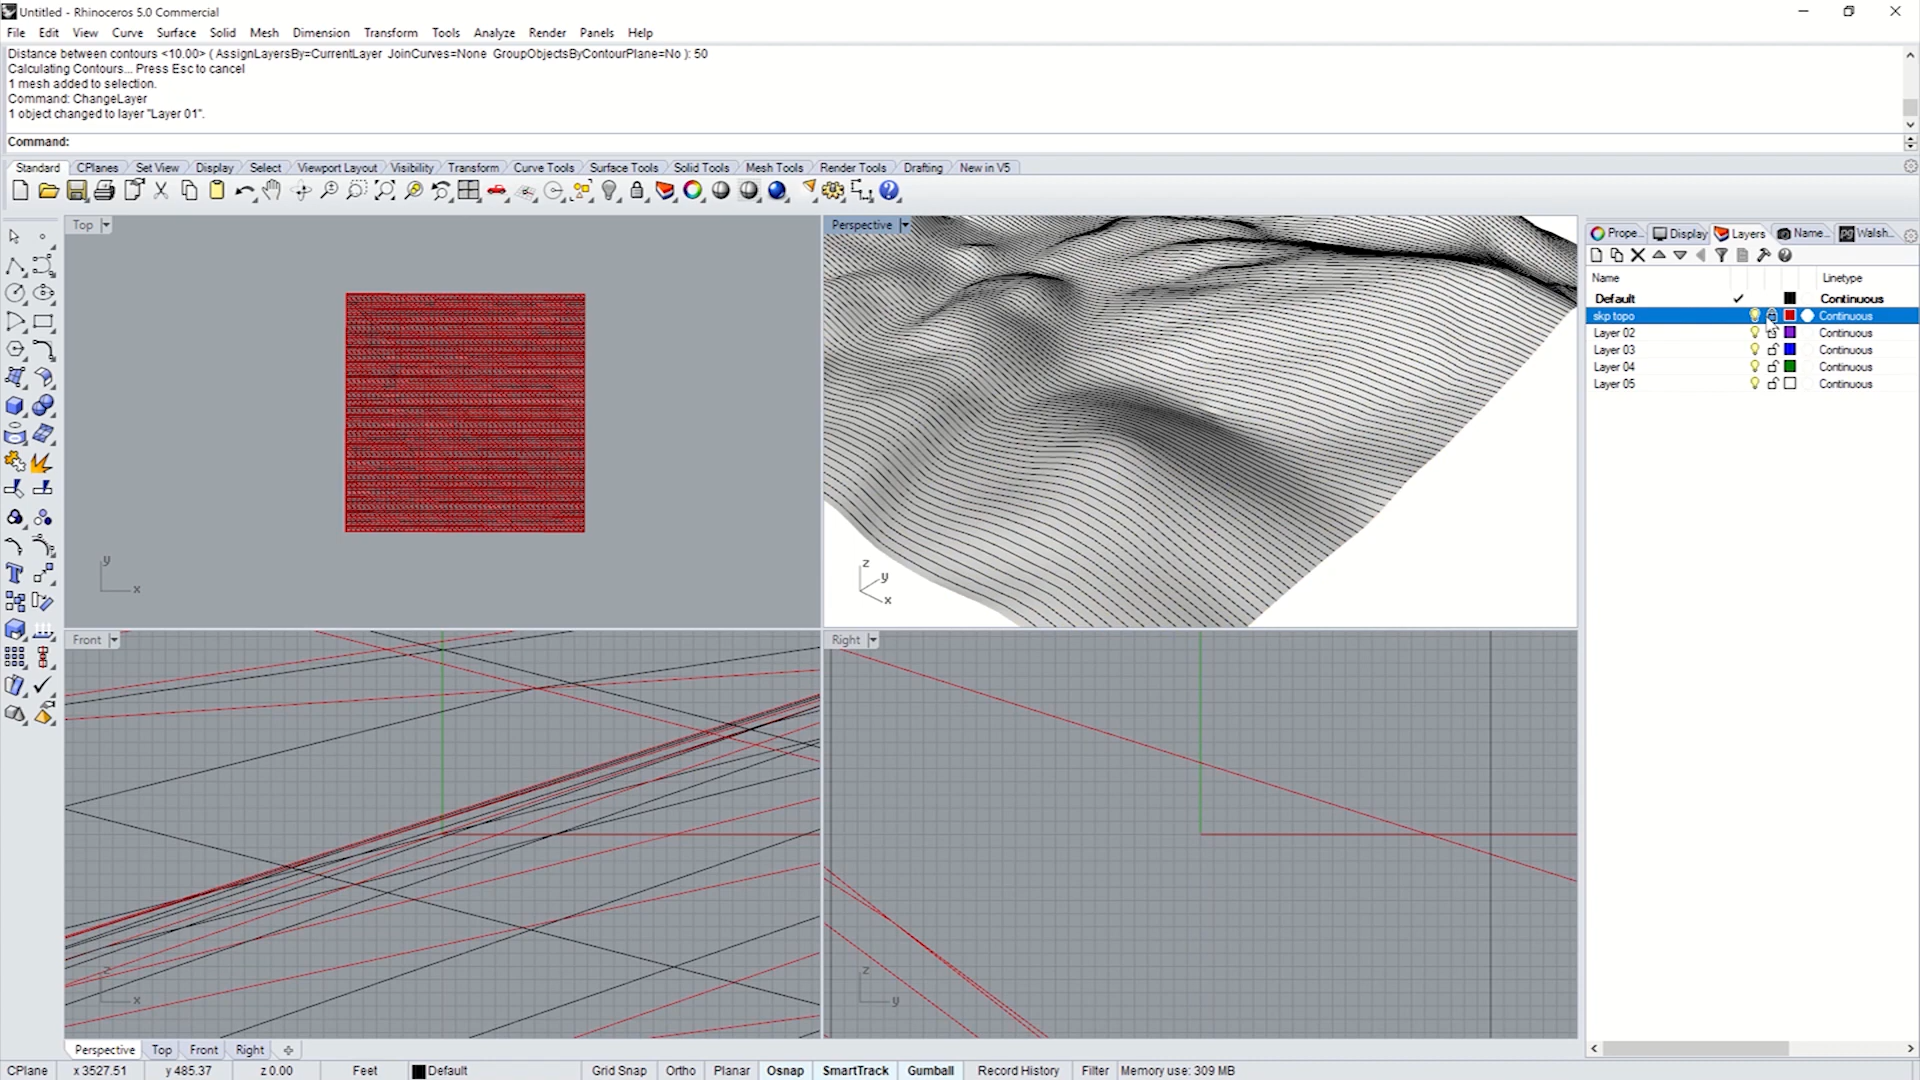 Untitled - Rhinoceros 5.0 Commercial
File Edit View Curve Surface Solid Mesh Dimension Transform Tools Analyze Render Panels Help
Distance between contours <10.00> ( AssignLayersBy=CurrentLayer JoinCurves=None GroupObjectsByContourPlane=No ): 50
Calculating Contours... Press Esc to cancel
1 mesh added to selection.
Command: ChangeLayer
1 object changed to layer "Layer 01".
Command:
Standard CPlanes Set View Display Select Viewport Layout Visibility Transform Curve Tools Surface Tools Solid Tools Mesh Tools Render Tools Drafting New in V5
Top
Perspective
Prope... Display Layers Name... Walsh...
Name Linetype
Default Continuous
skp topo Continuous
Layer 02 Continuous
Layer 03 Continuous
Layer 04 Continuous
Layer 05 Continuous
y
x
z
y
x
Front
Right
z
x
z
y
Perspective Top Front Right
CPlane x 3527.51 y 485.37 z 0.00 Feet Default Grid Snap Ortho Planar Osnap SmartTrack Gumball Record History Filter Memory use: 309 MB